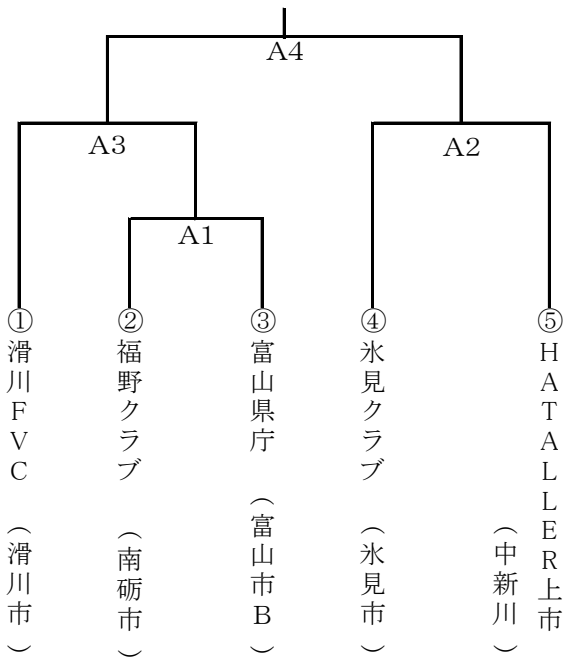 A4
A3
A2
A1
①滑川FVC（滑川市）
②福野クラブ（南砺市）
③富山県庁（富山市B）
④氷見クラブ（氷見市）
⑤HATALLER上市
（中新川）